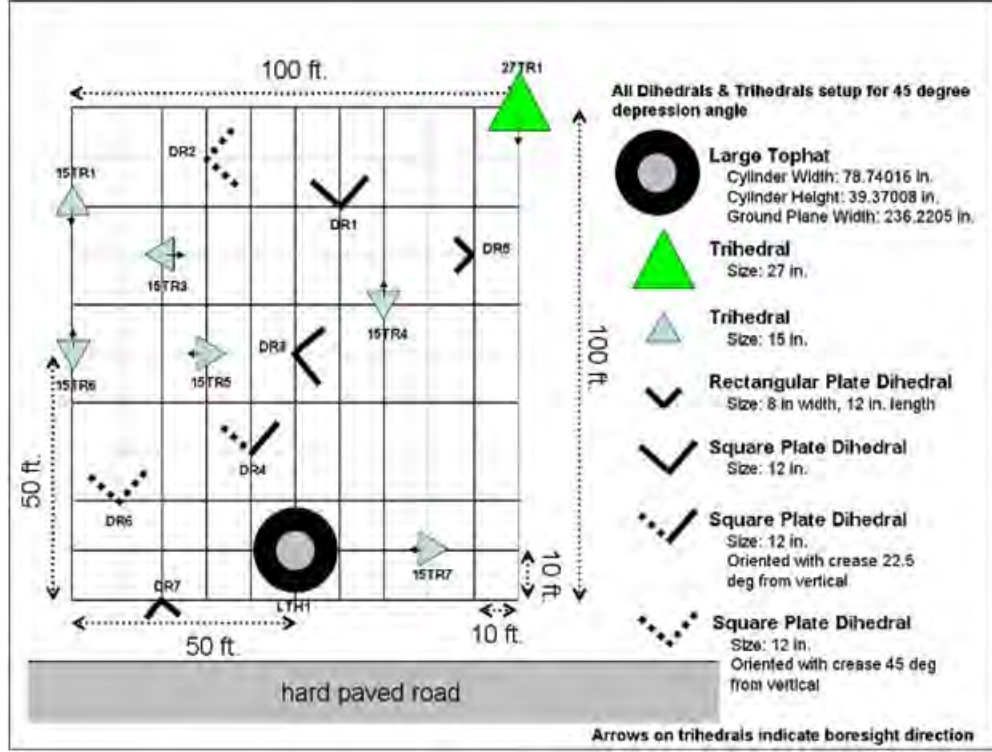 100 ft.
27TR1
DR2
15TR1
DR1
DR5
15TR3
15TR4
DR3
15TR6
15TR5
100 ft.
50 ft.
DR4
DR6
DR7
15TR7
10 ft.
LTH1
50 ft.
10 ft.
hard paved road
All Dihedrals & Trihedrals setup for 45 degree
depression angle
Large Tophat
Cylinder Width: 78.74016 in.
Cylinder Height: 39.37008 in.
Ground Plane Width: 236.2205 in.
Trihedral
Size: 27 in.
Trihedral
Size: 15 in.
Rectangular Plate Dihedral
Size: 8 in width, 12 in. length
Square Plate Dihedral
Size: 12 in.
Square Plate Dihedral
Size: 12 in.
Oriented with crease 22.5
deg from vertical
Square Plate Dihedral
Size: 12 in.
Oriented with crease 45 deg
from vertical
Arrows on trihedrals indicate boresight direction